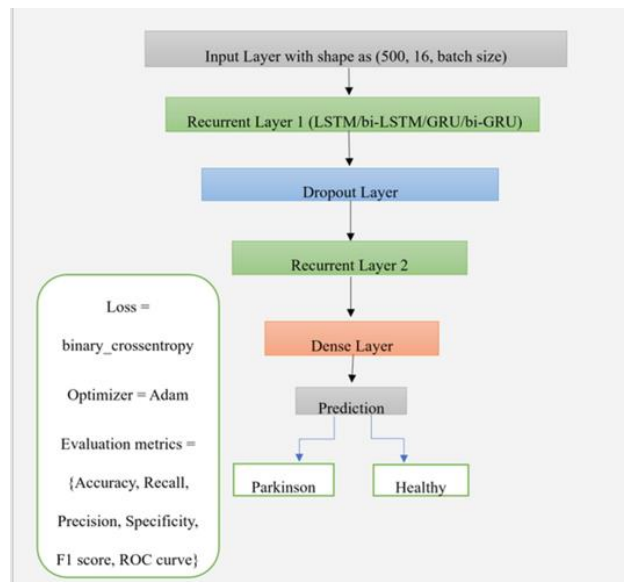 Input Layer with shape as (500, 16, batch size)
Recurrent Layer 1 (LSTM/bi-LSTM/GRU/bi-GRU)
Dropout Layer
Recurrent Layer 2
Dense Layer
Prediction
Parkinson
Healthy
Loss =
binary_crossentropy
Optimizer = Adam
Evaluation metrics =
{Accuracy, Recall,
Precision, Specificity,
F1 score, ROC curve}